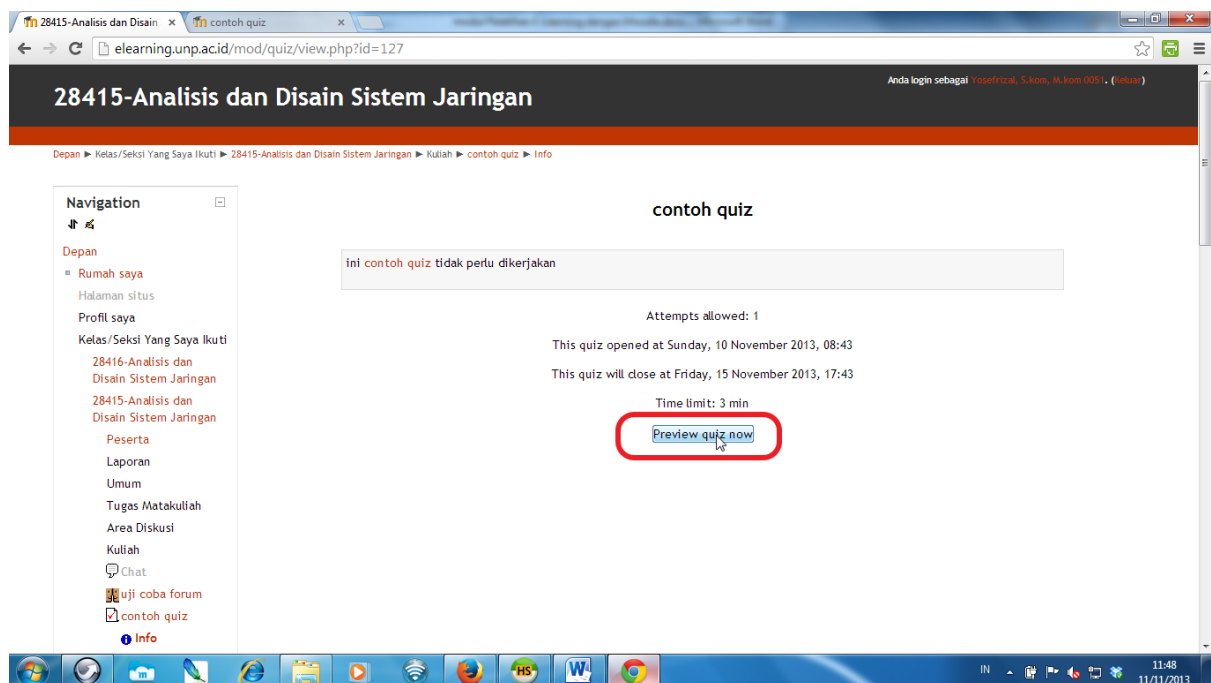 28415-Analisis dan Disain
contoh quiz
elearning.unp.ac.id/mod/quiz/view.php?id=127
Anda login sebagai Yosefrizal, S.kom, M.kom 0051. (Keluar)
28415-Analisis dan Disain Sistem Jaringan
Depan ► Kelas/Seksi Yang Saya Ikuti ► 28415-Analisis dan Disain Sistem Jaringan ► Kuliah ► contoh quiz ► Info
Navigation
Depan
Rumah saya
Halaman situs
Profil saya
Kelas/Seksi Yang Saya Ikuti
28416-Analisis dan
Disain Sistem Jaringan
28415-Analisis dan
Disain Sistem Jaringan
Peserta
Laporan
Umum
Tugas Matakuliah
Area Diskusi
Kuliah
Chat
uji coba forum
contoh quiz
Info
contoh quiz
ini contoh quiz tidak perlu dikerjakan
Attempts allowed: 1
This quiz opened at Sunday, 10 November 2013, 08:43
This quiz will close at Friday, 15 November 2013, 17:43
Time limit: 3 min
Preview quiz now
m
HS
W
IN
11:48
11/11/2013